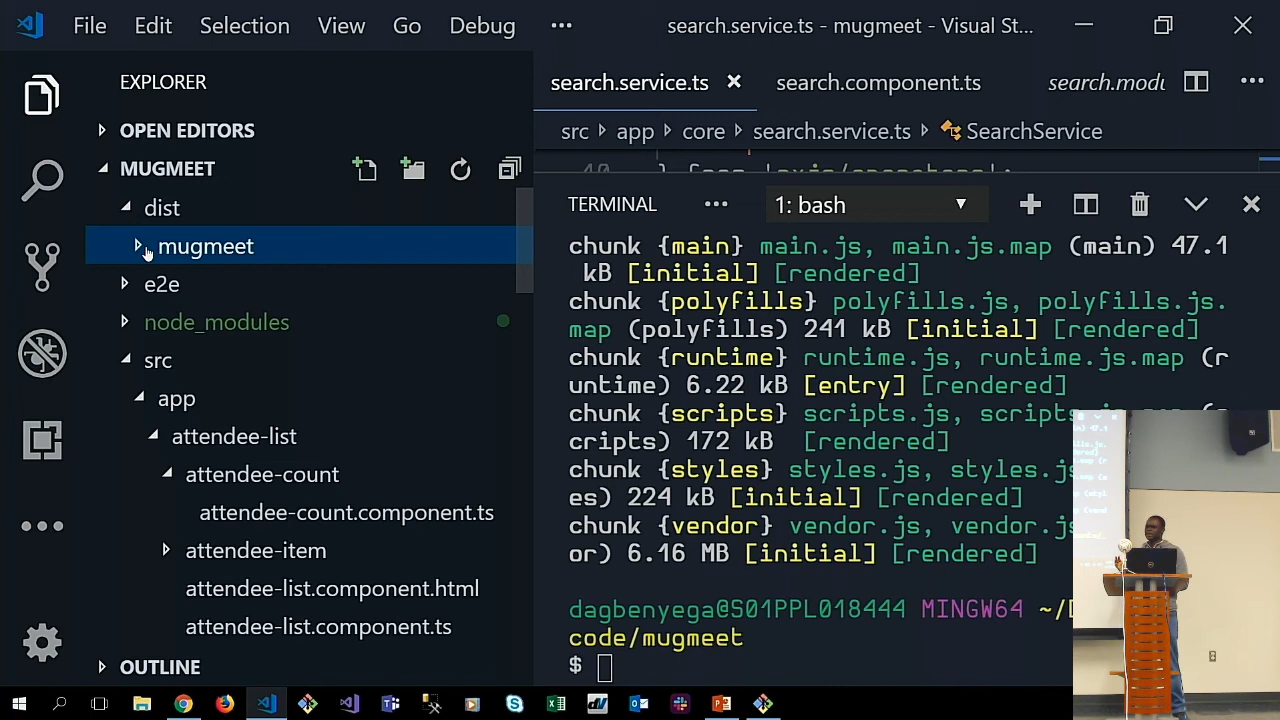 File Edit Selection View Go Debug ••• search.service.ts - mugmeet - Visual St...
EXPLORER
OPEN EDITORS
MUGMEET
dist
mugmeet
e2e
node_modules
src
app
attendee-list
attendee-count
attendee-count.component.ts
attendee-item
attendee-list.component.html
attendee-list.component.ts
OUTLINE
search.service.ts search.component.ts search.modu
src app core search.service.ts SearchService
40 } from 'rxjs/operators';
TERMINAL ••• 1: bash
chunk {main} main.js, main.js.map (main) 47.1
kB [initial] [rendered]
chunk {polyfills} polyfills.js, polyfills.js.
map (polyfills) 241 kB [initial] [rendered]
chunk {runtime} runtime.js, runtime.js.map (r
untime) 6.22 kB [entry] [rendered]
chunk {scripts} scripts.js, scripts
cripts) 172 kB [rendered]
chunk {styles} styles.js, styles.js
es) 224 kB [initial] [rendered]
chunk {vendor} vendor.js, vendor.js
or) 6.16 MB [initial] [rendered]
dagbenyega@S01PPL018444 MINGW64 ~/D
code/mugmeet
$